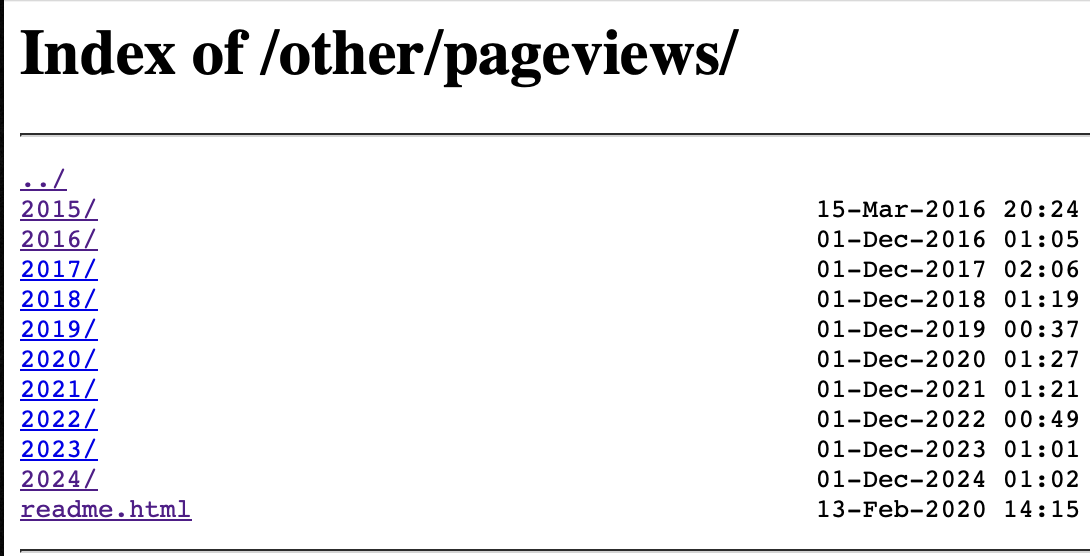 Index of /other/pageviews/
../
2015/ 15-Mar-2016 20:24
2016/ 01-Dec-2016 01:05
2017/ 01-Dec-2017 02:06
2018/ 01-Dec-2018 01:19
2019/ 01-Dec-2019 00:37
2020/ 01-Dec-2020 01:27
2021/ 01-Dec-2021 01:21
2022/ 01-Dec-2022 00:49
2023/ 01-Dec-2023 01:01
2024/ 01-Dec-2024 01:02
readme.html 13-Feb-2020 14:15